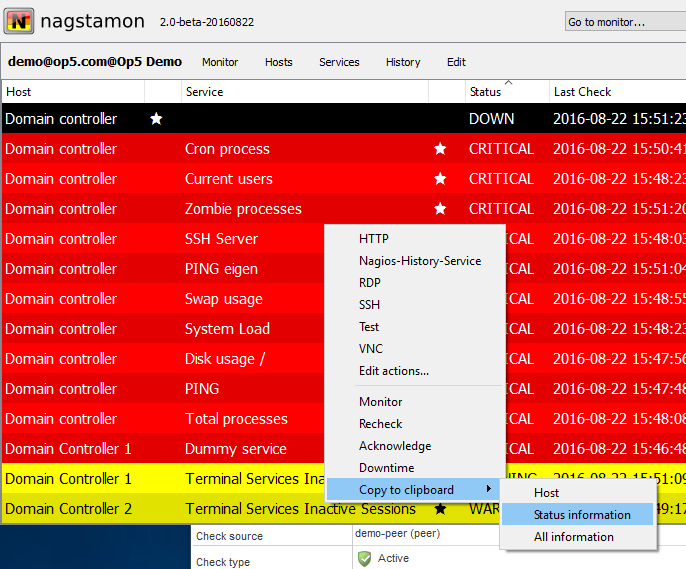 nagstamon 2.0-beta-20160822 Go to monitor...
demo@op5.com@Op5 Demo Monitor Hosts Services History Edit
Host Service Status Last Check
Domain controller DOWN 2016-08-22 15:51:23
Domain controller Cron process CRITICAL 2016-08-22 15:50:41
Domain controller Current users CRITICAL 2016-08-22 15:48:23
Domain controller Zombie processes CRITICAL 2016-08-22 15:51:20
Domain controller SSH Server ICAL 2016-08-22 15:48:03
Domain controller PING eigen ICAL 2016-08-22 15:51:04
Domain controller Swap usage ICAL 2016-08-22 15:48:55
Domain controller System Load ICAL 2016-08-22 15:48:23
Domain controller Disk usage / ICAL 2016-08-22 15:47:56
Domain controller PING ICAL 2016-08-22 15:47:48
Domain controller Total processes ICAL 2016-08-22 15:48:08
Domain Controller 1 Dummy service ICAL 2016-08-22 15:46:48
Domain Controller 1 Terminal Services Ina NING 2016-08-22 15:51:09
Domain Controller 2 Terminal Services Inactive Sessions WAR 49:17
HTTP
Nagios-History-Service
RDP
SSH
Test
VNC
Edit actions...
Monitor
Recheck
Acknowledge
Downtime
Copy to clipboard
Host
Status information
All information
Check source demo-peer (peer)
Check type Active